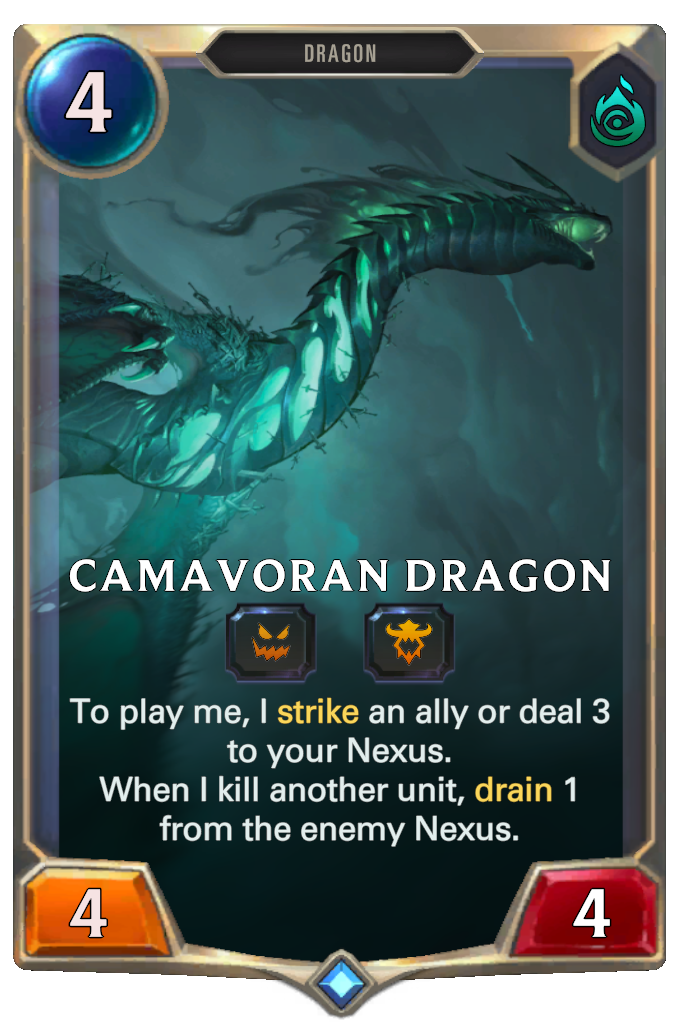 DRAGON
4
CAMAVORAN DRAGON
To play me, I strike an ally or deal 3
to your Nexus.
When I kill another unit, drain 1
from the enemy Nexus.
4
4